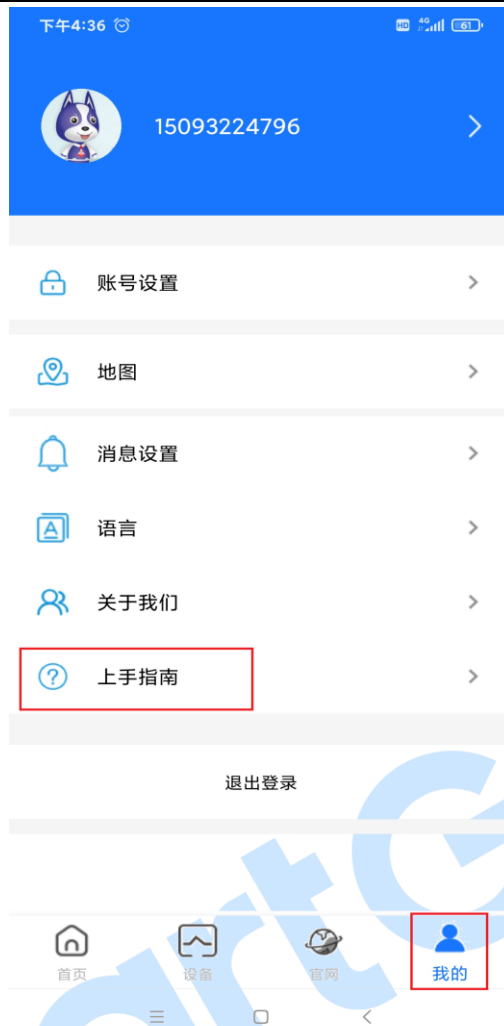 下午4:36
HD 4G 61
15093224796
账号设置
地图
消息设置
A 语言
关于我们
? 上手指南
退出登录
首页
设备
官网
我的